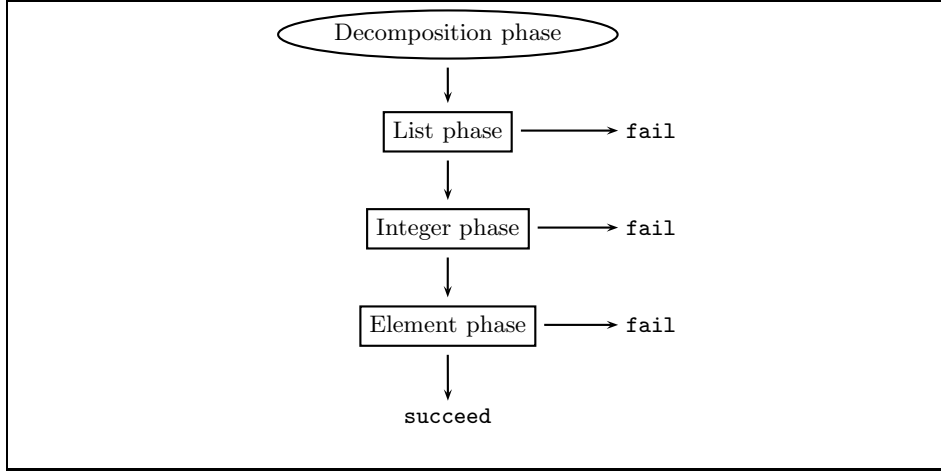 Decomposition phase
List phase
fail
Integer phase
fail
Element phase
fail
succeed